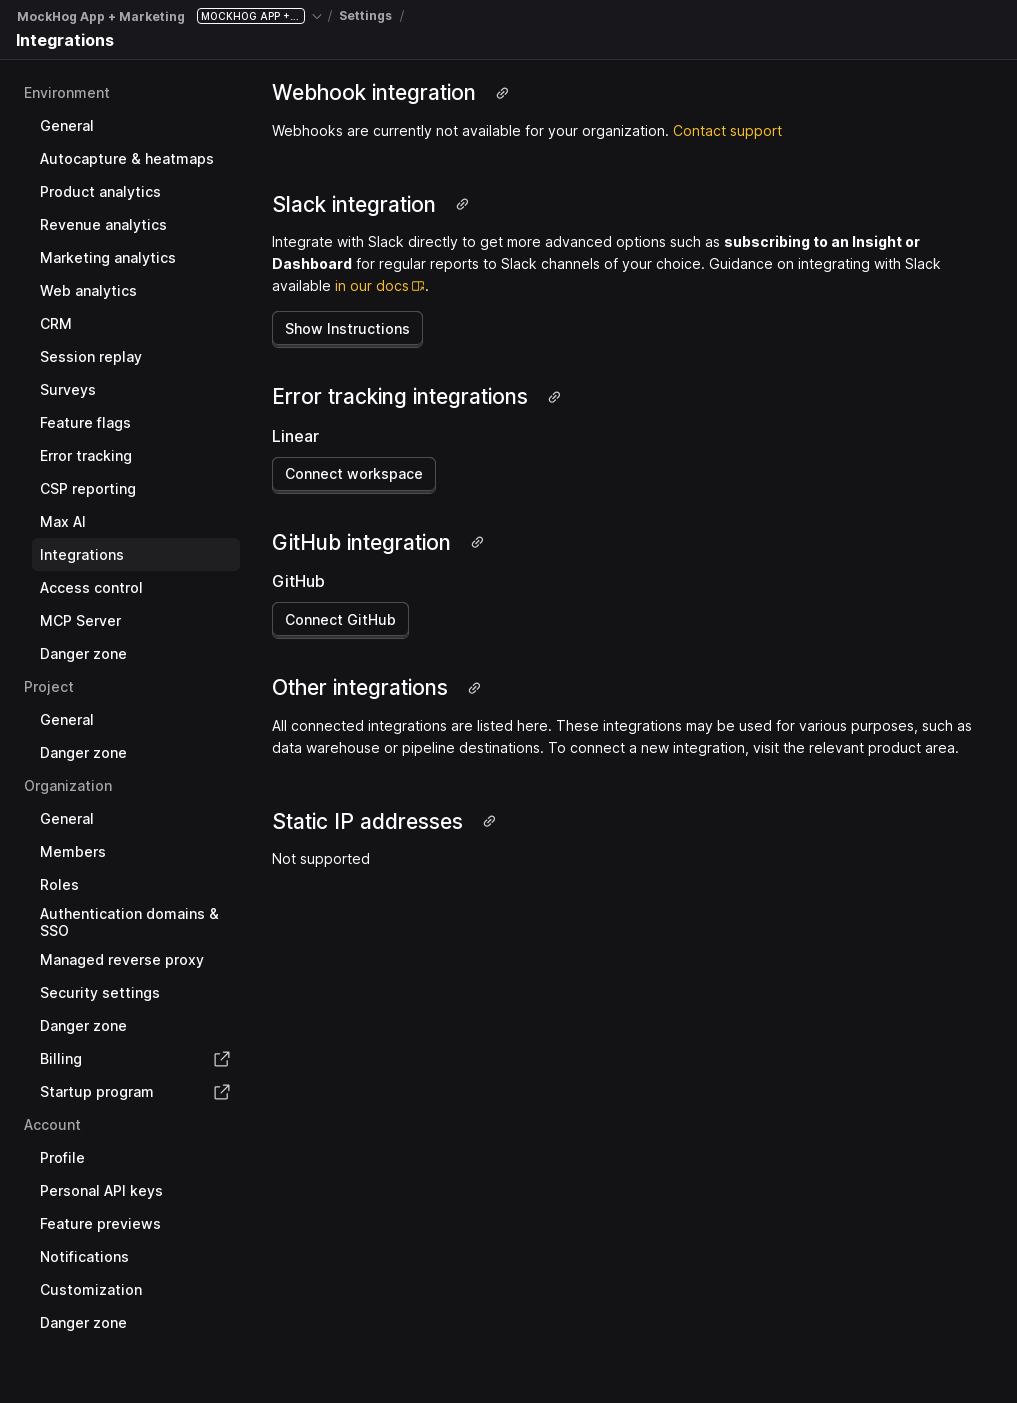 MockHog App + Marketing MOCKHOG APP +... / Settings /
Integrations
Environment
General
Autocapture & heatmaps
Product analytics
Revenue analytics
Marketing analytics
Web analytics
CRM
Session replay
Surveys
Feature flags
Error tracking
CSP reporting
Max AI
Integrations
Access control
MCP Server
Danger zone
Project
General
Danger zone
Organization
General
Members
Roles
Authentication domains &
SSO
Managed reverse proxy
Security settings
Danger zone
Billing
Startup program
Account
Profile
Personal API keys
Feature previews
Notifications
Customization
Danger zone
Webhook integration
Webhooks are currently not available for your organization. Contact support
Slack integration
Integrate with Slack directly to get more advanced options such as subscribing to an Insight or
Dashboard for regular reports to Slack channels of your choice. Guidance on integrating with Slack
available in our docs.
Show Instructions
Error tracking integrations
Linear
Connect workspace
GitHub integration
GitHub
Connect GitHub
Other integrations
All connected integrations are listed here. These integrations may be used for various purposes, such as
data warehouse or pipeline destinations. To connect a new integration, visit the relevant product area.
Static IP addresses
Not supported